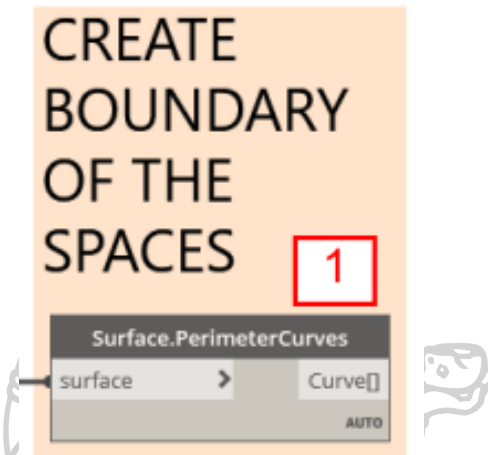 CREATE
BOUNDARY
OF THE
SPACES
1
Surface.PerimeterCurves
surface > Curve[]
AUTO